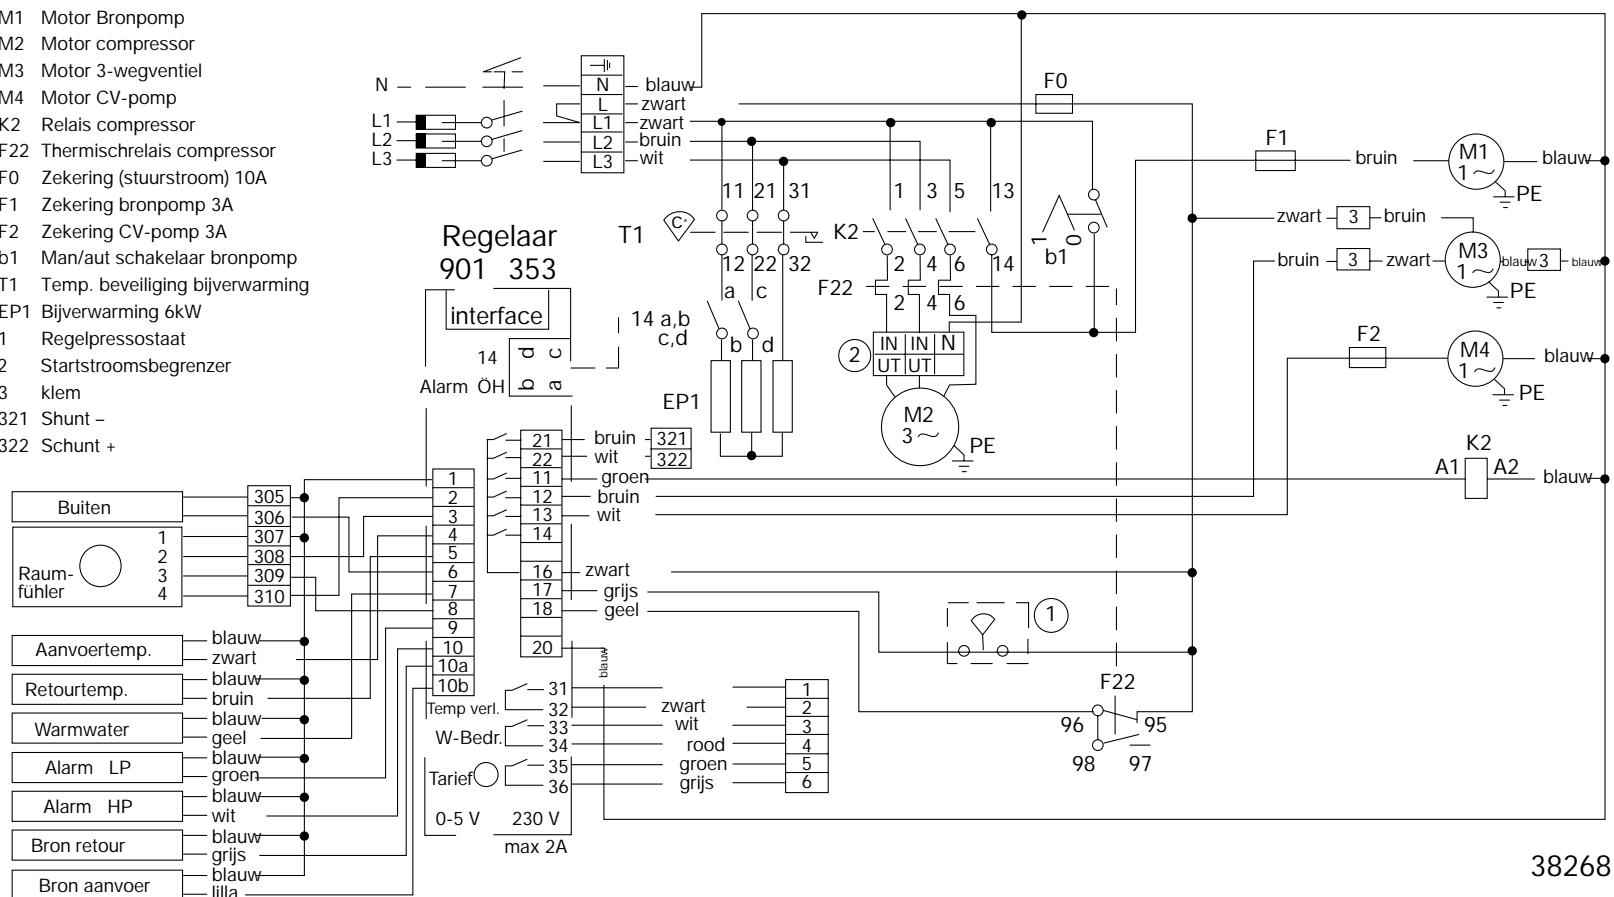 M1 Motor Bronpomp
M2 Motor compressor
M3 Motor 3-wegventiel
M4 Motor CV-pomp
K2 Relais compressor
F22 Thermischrelais compressor
F0 Zekering (stuurstroom) 10A
F1 Zekering bronpomp 3A
F2 Zekering CV-pomp 3A
b1 Man/aut schakelaar bronpomp
T1 Temp. beveiliging bijverwarming
EP1 Bijverwarming 6kW
1 Regelpressostaat
2 Startstroomsbegrenzer
3 klem
321 Shunt –
322 Schunt +
N
L1
L2
L3
N blauw
L zwart
L1 zwart
L2 bruin
L3 wit
F0
F1 bruin M1 1~ blauw
PE
zwart 3 bruin
bruin 3 zwart M3 1~ blauw 3 blauw
PE
F2 M4 1~ blauw
PE
K2
A1 A2 blauw
11 21 31
T1 C°
12 22 32
a c
b d
EP1
1 3 5 13
K2
2 4 6 14
F22
2 4 6
1 0
b1
2
IN IN N
UT UT
M2
3~
PE
Regelaar
901 353
interface
14 a,b
c,d
14
d c
b a
Alarm ÖH
21 bruin 321
22 wit 322
11 groen
12 bruin
13 wit
14
16 zwart
17 grijs
18 geel
20 blauw
1
2
3
4
5
6
7
8
9
10
10a
10b
Buiten
305
306
Raum-
fühler
1 307
2 308
3 309
4 310
Aanvoertemp. blauw
zwart
Retourtemp. blauw
bruin
Warmwater blauw
geel
Alarm LP blauw
groen
Alarm HP blauw
wit
Bron retour blauw
grijs
Bron aanvoer blauw
lilla
Temp verl.
W-Bedr.
Tarief
31 1
32 zwart 2
33 wit 3
34 rood 4
35 groen 5
36 grijs 6
0-5 V 230 V
max 2A
1
F22
96 95
98 97
38268